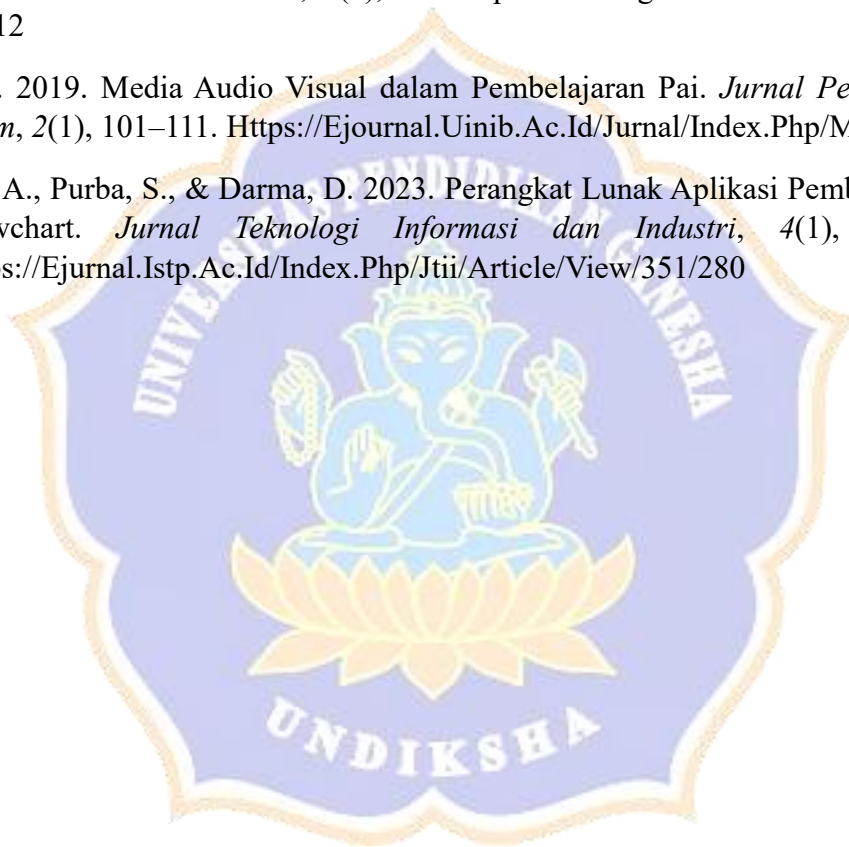 12
. 2019. Media Audio Visual dalam Pembelajaran Pai. Jurnal Pe
m, 2(1), 101–111. Https://Ejournal.Uinib.Ac.Id/Jurnal/Index.Php/M
A., Purba, S., & Darma, D. 2023. Perangkat Lunak Aplikasi Pemb
vchart. Jurnal Teknologi Informasi dan Industri, 4(1),
os://Ejurnal.Istp.Ac.Id/Index.Php/Jtii/Article/View/351/280
UNIVERSITAS PENDIDIKAN GANESHA
UNDIKSHA